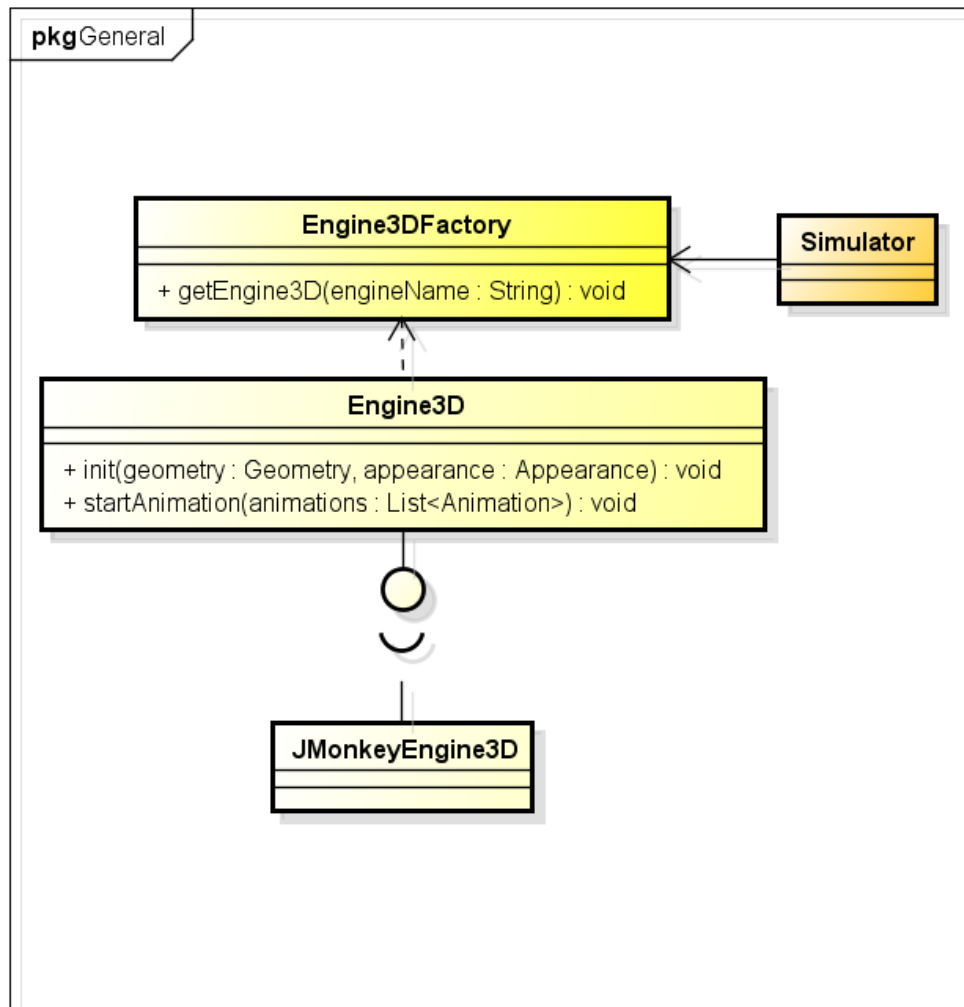 pkgGeneral
Engine3DFactory
+ getEngine3D(engineName : String) : void
Simulator
Engine3D
+ init(geometry : Geometry, appearance : Appearance) : void
+ startAnimation(animations : List<Animation>) : void
JMonkeyEngine3D